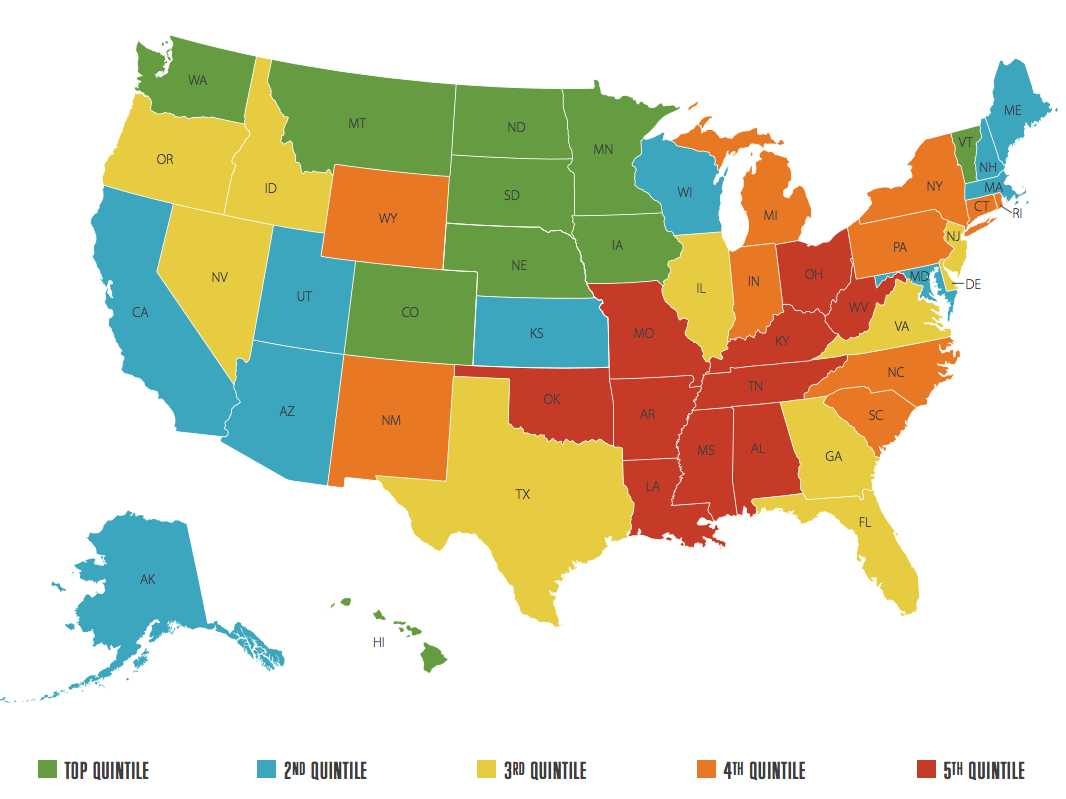 WA
MT
ND
MN
OR
ID
SD
WY
WI
MI
NY
VT
ME
NH
MA
CT
RI
NV
UT
CO
NE
IA
IL
IN
OH
PA
NJ
MD
DE
CA
KS
MO
KY
WV
VA
AZ
NM
OK
AR
TN
NC
SC
TX
LA
MS
AL
GA
FL
AK
HI
TOP QUINTILE
2ND QUINTILE
3RD QUINTILE
4TH QUINTILE
5TH QUINTILE